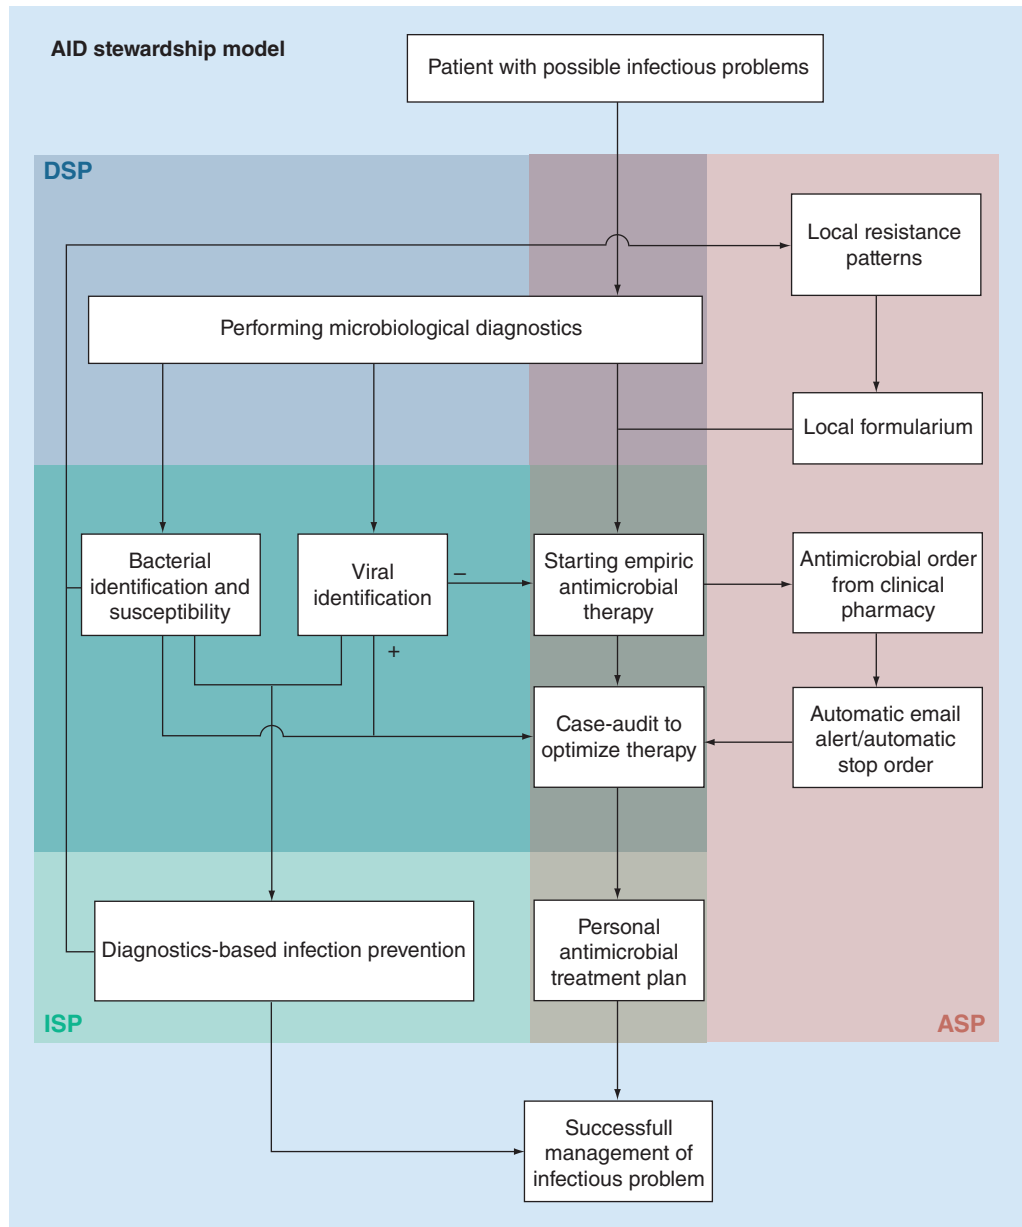 AID stewardship model
Patient with possible infectious problems
DSP
Local resistance
patterns
Performing microbiological diagnostics
Local formularium
Bacterial
identification and
susceptibility
Viral
identification
–
+
Starting empiric
antimicrobial
therapy
Antimicrobial order
from clinical
pharmacy
Case-audit to
optimize therapy
Automatic email
alert/automatic
stop order
Diagnostics-based infection prevention
Personal
antimicrobial
treatment plan
ISP
ASP
Successfull
management of
infectious problem